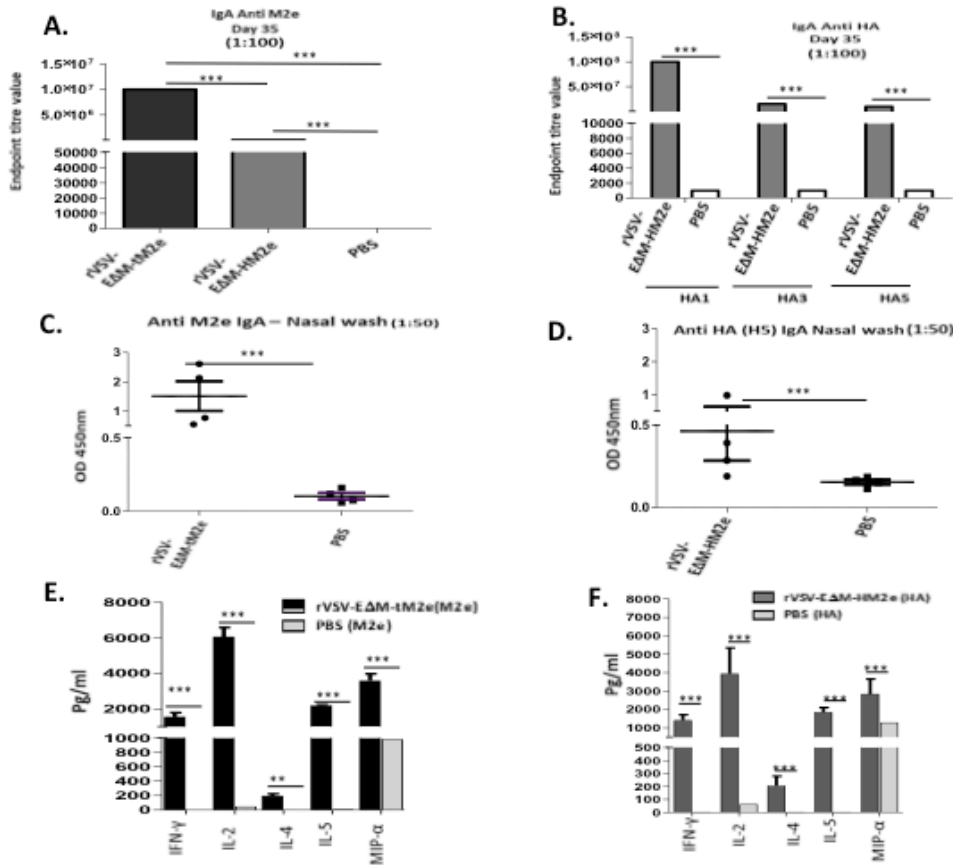 A.
IgA Anti M2e
Day 35
(1:100)
***
***
***
Endpoint titre value
1.5×10⁷
1.0×10⁷
5.0×10⁶
50000
40000
30000
20000
10000
0
rVSV-
EΔM-tM2e
rVSV-
EΔM-HM2e
PBS
B.
IgA Anti HA
Day 35
(1:100)
***
***
***
Endpoint titre value
1.5×10⁸
1.0×10⁸
5.0×10⁷
10000
8000
6000
4000
2000
0
rVSV-
EΔM-HM2e
PBS
rVSV-
EΔM-HM2e
PBS
rVSV-
EΔM-HM2e
PBS
HA1
HA3
HA5
C.
Anti M2e IgA – Nasal wash (1:50)
***
OD 450nm
3
2
1
0.5
0.0
rVSV-
EΔM-tM2e
PBS
D.
Anti HA (H5) IgA Nasal wash (1:50)
***
OD 450nm
3
2
1
0.5
0.0
rVSV-
EΔM-HM2e
PBS
E.
rVSV-EΔM-tM2e(M2e)
PBS (M2e)
Pg/ml
8000
6000
4000
2000
1000
800
600
400
200
0
***
***
**
***
***
IFN-γ
IL-2
IL-4
IL-5
MIP-α
F.
rVSV-EΔM-HM2e (HA)
PBS (HA)
Pg/ml
8000
7000
6000
5000
4000
3000
2000
1000
500
400
300
200
100
0
***
***
***
***
***
IFN-γ
IL-2
IL-4
IL-5
MIP-α